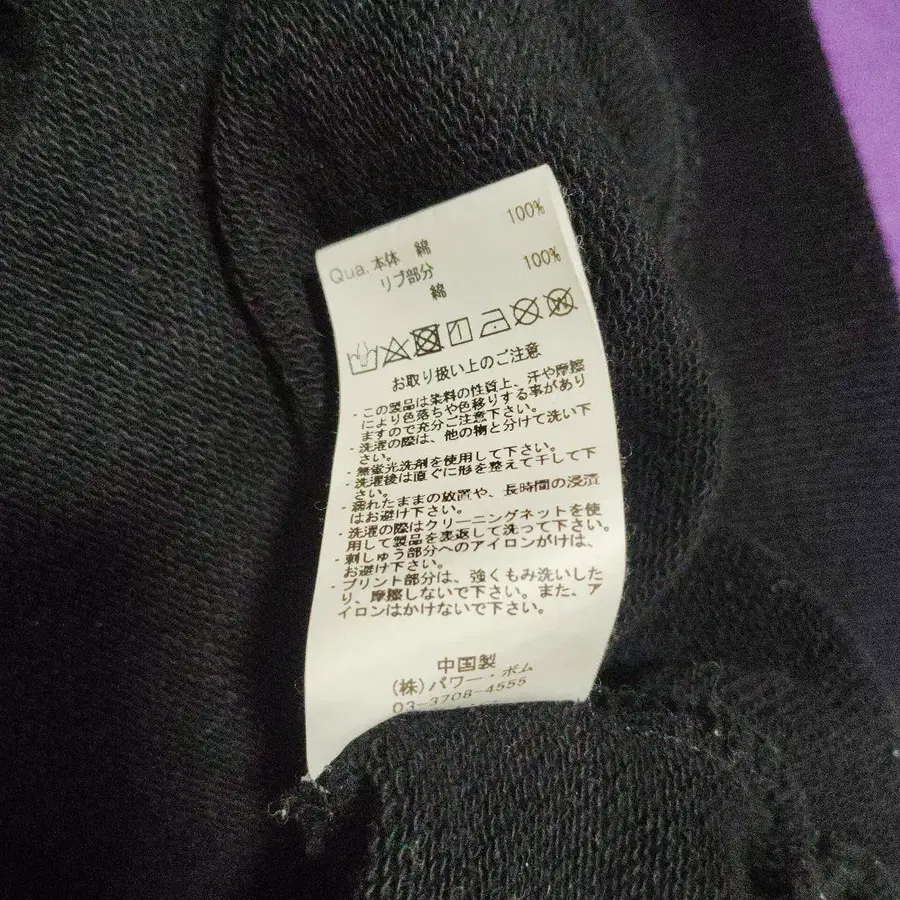 Qua. 本体 綿 100%
リブ部分
綿 100%
お取り扱い上のご注意
- この製品は染料の性質上、汗や摩擦
により色落ちや色移りする事があり
ますので充分ご注意下さい。
- 洗濯の際は、他の物と分けて洗い下
さい。
- 無蛍光洗剤を使用して下さい。
- 洗濯後は直ぐに形を整えて干して下
さい。
- 濡れたままの放置や、長時間の浸漬
はお避け下さい。
- 洗濯の際はクリーニングネットを使
用して製品を裏返して洗って下さい。
- 刺しゅう部分へのアイロンがけは、
お避け下さい。
- プリント部分は、強くもみ洗いした
り、摩擦しないで下さい。また、ア
イロンはかけないで下さい。
中国製
(株)パワー・ボム
03-3708-4555